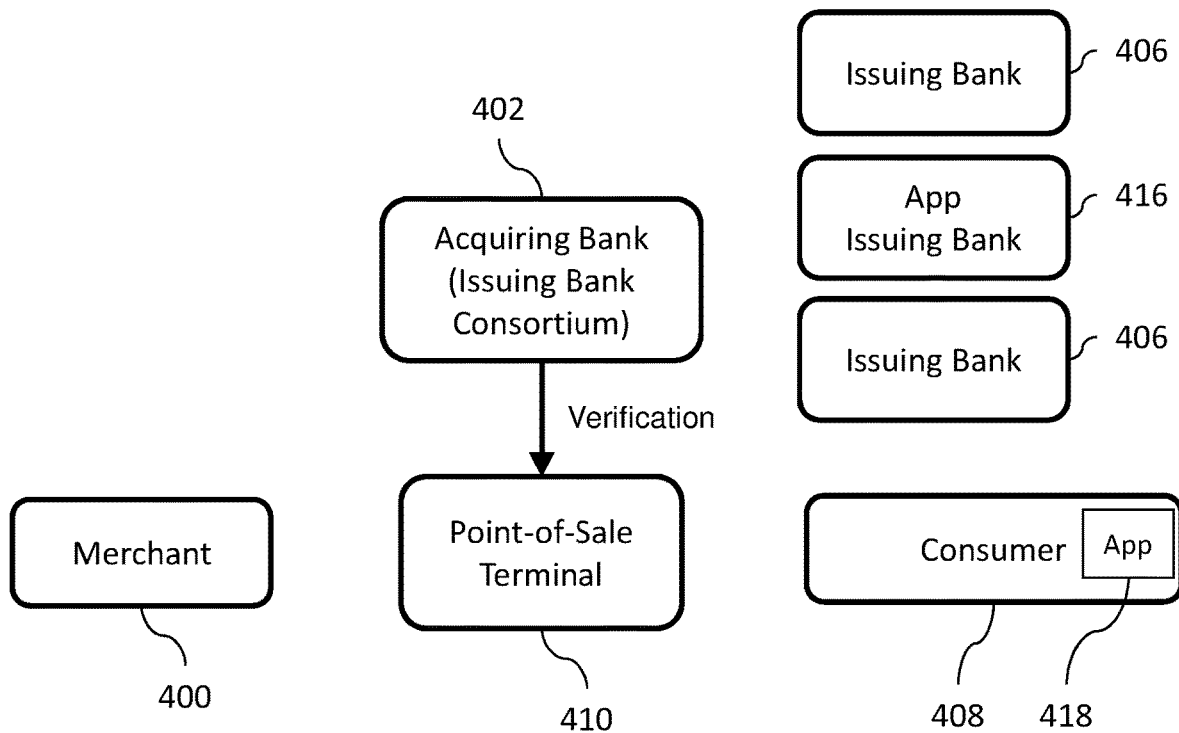 Issuing Bank
406
402
App
Issuing Bank
416
Acquiring Bank
(Issuing Bank
Consortium)
Issuing Bank
406
Verification
Merchant
Point-of-Sale
Terminal
Consumer
App
400
410
408
418